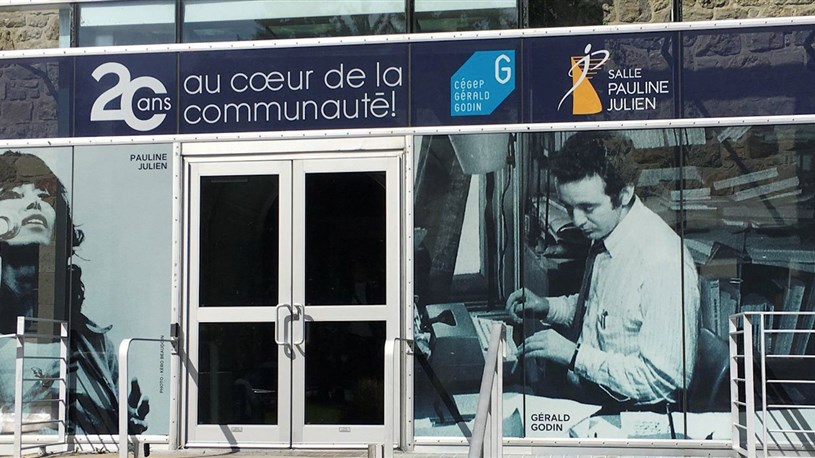 20 ans
au cœur de la
communauté!
CÉGEP
GÉRALD
GODIN
G
SALLE
PAULINE
JULIEN
PAULINE
JULIEN
GÉRALD
GODIN